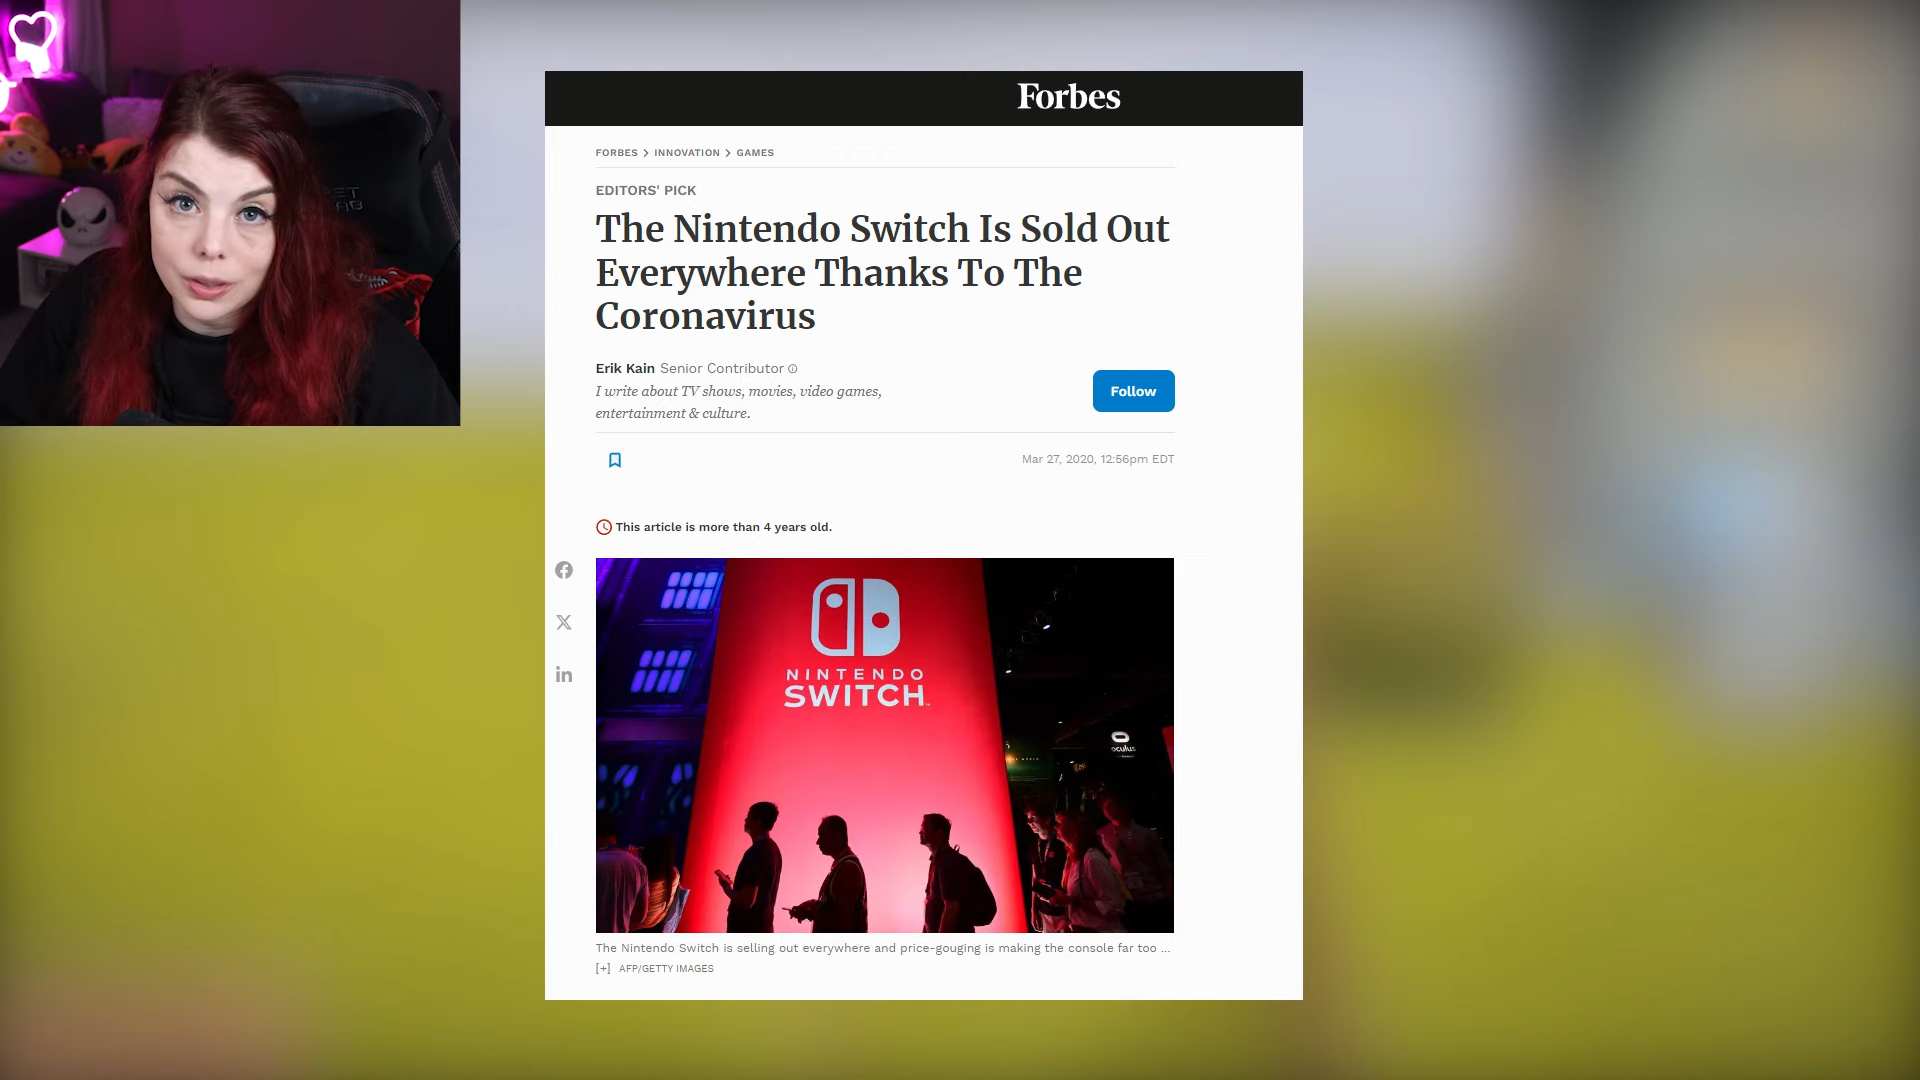 Forbes
FORBES > INNOVATION > GAMES
EDITORS' PICK
The Nintendo Switch Is Sold Out
Everywhere Thanks To The
Coronavirus
Erik Kain Senior Contributor
I write about TV shows, movies, video games,
entertainment & culture.
Follow
Mar 27, 2020, 12:56pm EDT
This article is more than 4 years old.
NINTENDO
SWITCH
oculus
The Nintendo Switch is selling out everywhere and price-gouging is making the console far too ...
[+] AFP/GETTY IMAGES